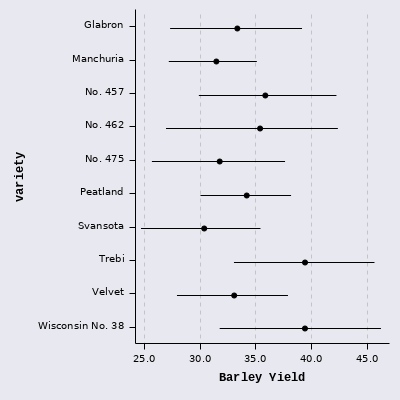 Glabron
Manchuria
No. 457
No. 462
No. 475
Peatland
Svansota
Trebi
Velvet
Wisconsin No. 38
variety
25.0 30.0 35.0 40.0 45.0
Barley Yield